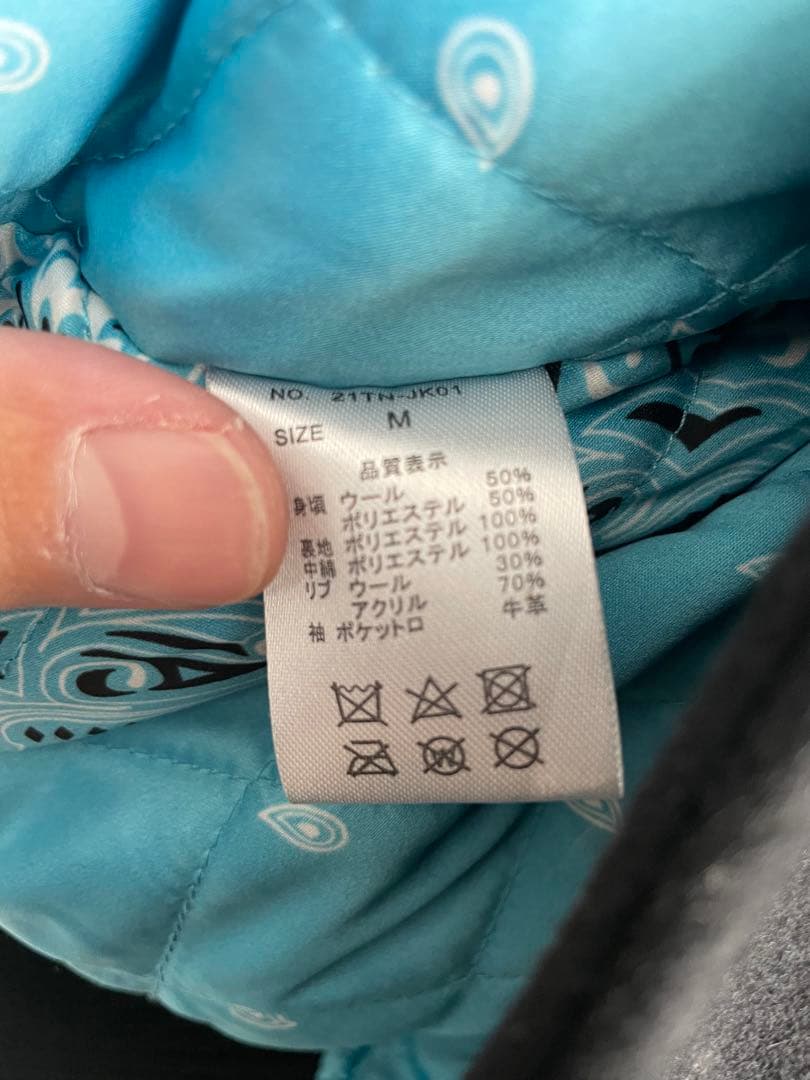 NO. 21TN-JK01
SIZE M
品質表示
身頃 ウール 50%
ポリエステル 50%
裏地 ポリエステル 100%
中綿 ポリエステル 100%
リブ ウール 30%
アクリル 70%
袖 ポケット口 牛革